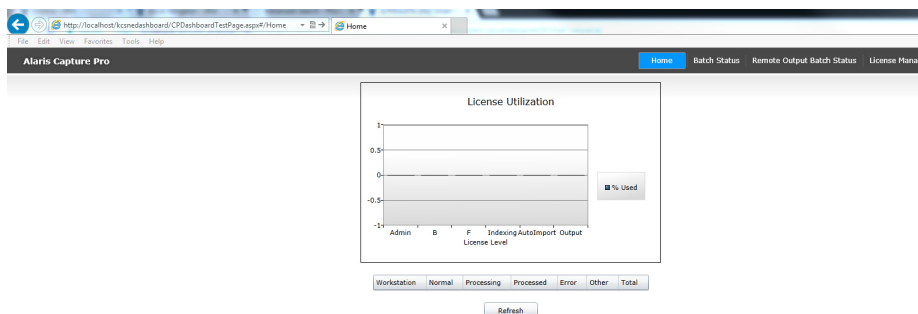 http://localhost/kcsnedashboard/CPDashboardTestPage.aspx#/Home
Home
File Edit View Favorites Tools Help
Alaris Capture Pro
Home Batch Status Remote Output Batch Status License Mana
License Utilization
1
0.5
0
-0.5
-1
% Used
Admin B F Indexing AutoImport Output
License Level
Workstation Normal Processing Processed Error Other Total
Refresh